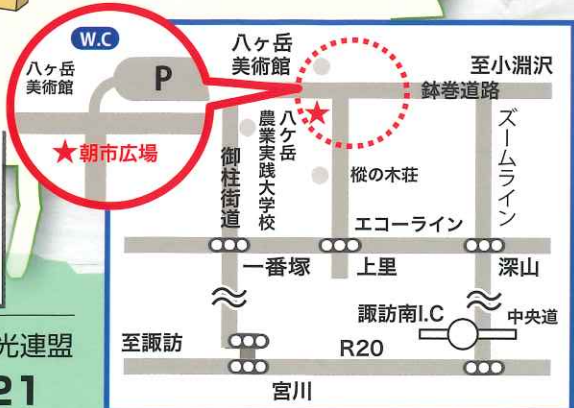 W.C
八ヶ岳
美術館
P
★朝市広場
八ヶ岳
美術館
至小淵沢
鉢巻道路
★
八ケ岳
農業実践大学校
御柱街道
樅の木荘
ズームライン
エコーライン
一番塚
上里
深山
諏訪南I.C
中央道
至諏訪
R20
宮川
光連盟
21